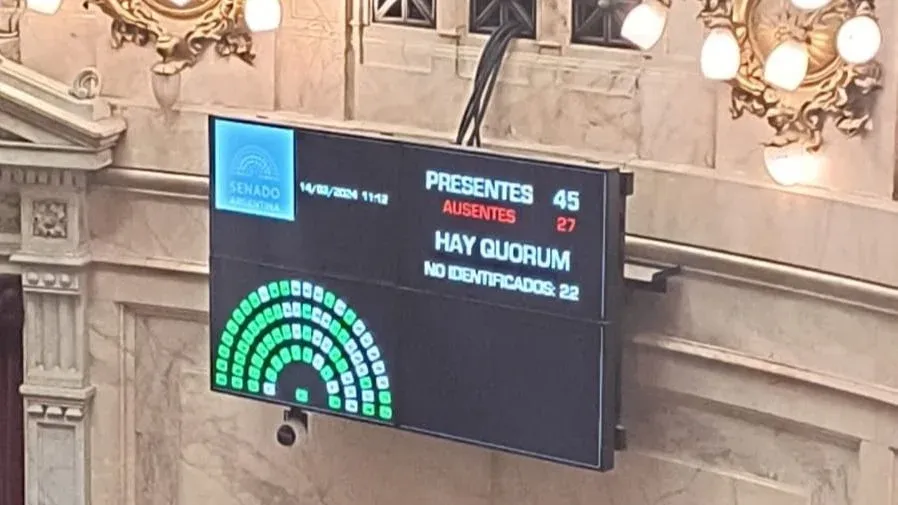 SENADO
ARGENTINA
14/03/2024 11:12
PRESENTES 45
AUSENTES 27
HAY QUORUM
NO IDENTIFICADOS: 22